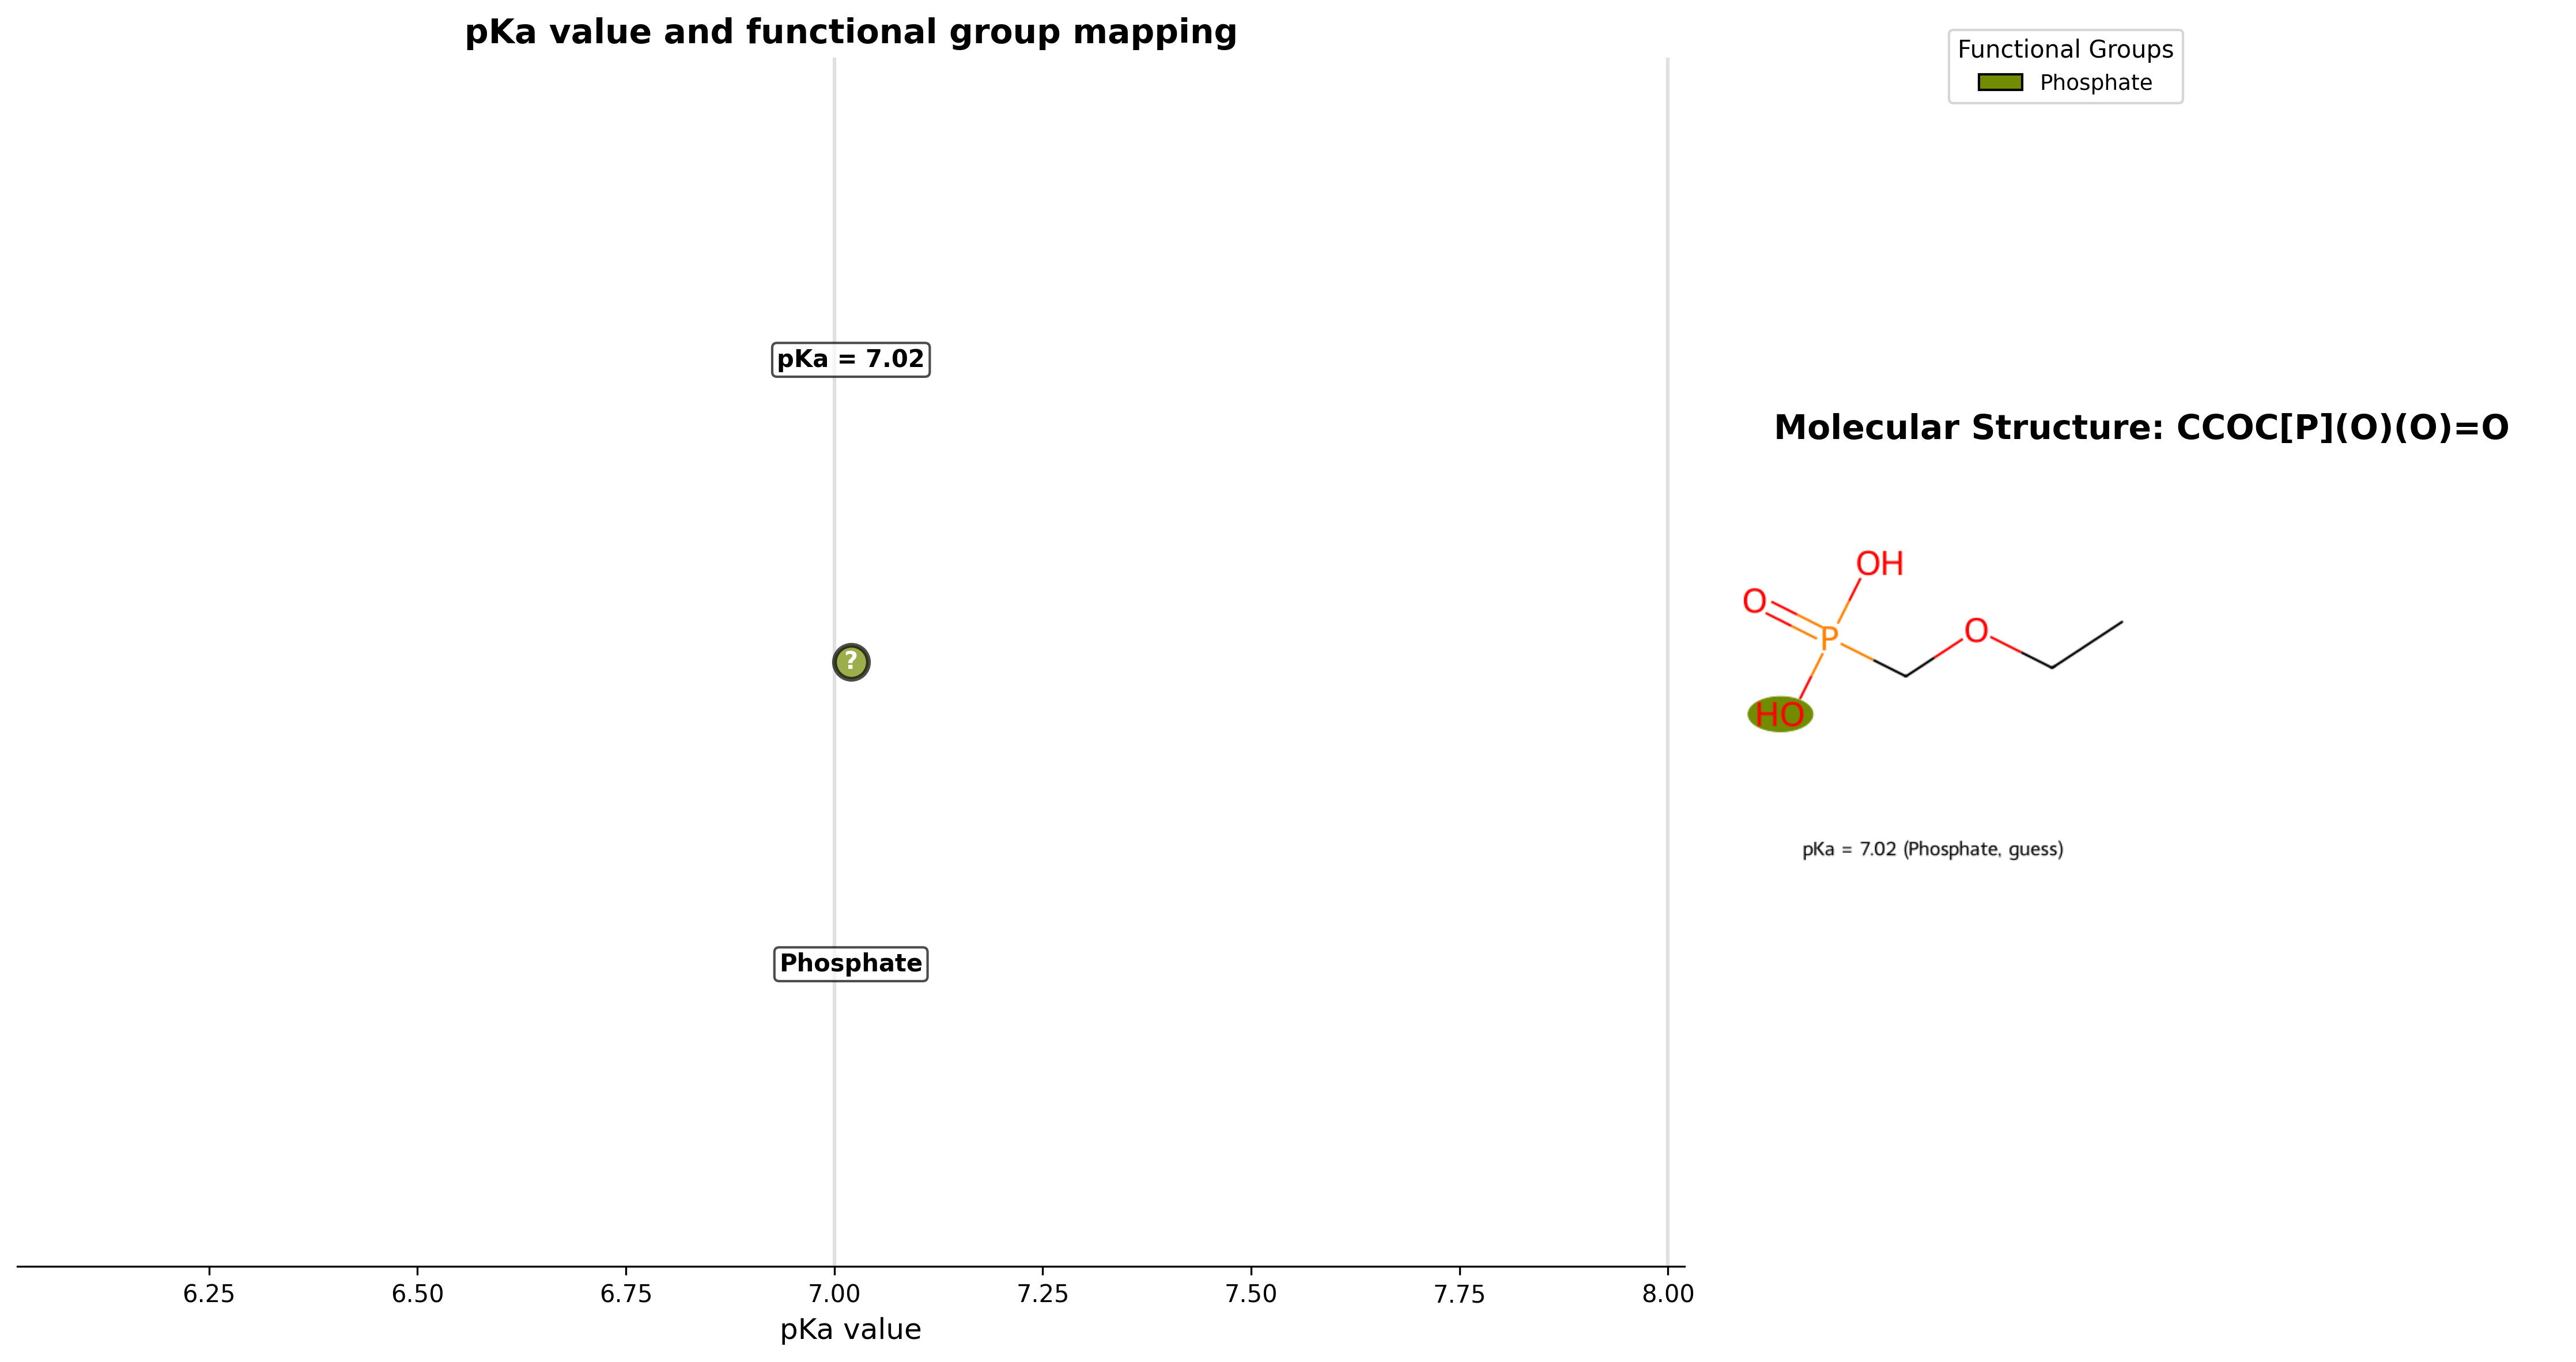 pKa value and functional group mapping
Functional Groups
Phosphate
pKa = 7.02
Molecular Structure: CCOC[P](O)(O)=O
OH
O
P
O
?
HO
pKa = 7.02 (Phosphate, guess)
Phosphate
6.25 6.50 6.75 7.00 7.25 7.50 7.75 8.00
pKa value